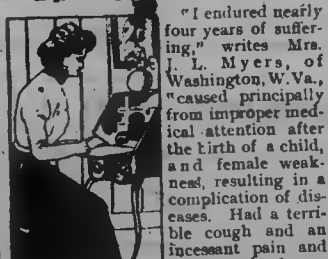 "I endured nearly
four years of suffer-
ing," writes Mrs.
J. L. Myers, of
Washington, W. Va.,
"caused principally
from improper med-
ical attention after
the birth of a child,
and female weak-
ness, resulting in a
complication of dis-
eases. Had a terri-
ble cough and an
incessant pain and